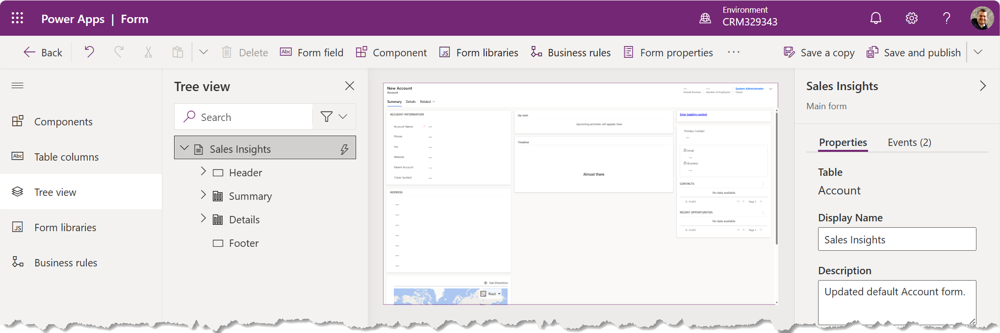 Power Apps | Form
Environment
CRM329343
Back
Delete
Abc Form field
Component
JS Form libraries
Business rules
Form properties
...
Save a copy
Save and publish
Components
Abc Table columns
Tree view
JS Form libraries
Business rules
Tree view
Search
Sales Insights
Header
Summary
Details
Footer
New Account
Account
--- Annual Revenue
--- Number of Employees
System Administrator
Owner
Summary Details Related
ACCOUNT INFORMATION
Account Name * ---
Phone ---
Fax ---
Website ---
Parent Account ---
Ticker Symbol ---
ADDRESS
---
---
---
---
---
---
---
Get Directions
Road
Up next
Upcoming activities will appear here
Timeline
Almost there
Error loading control
Primary Contact
---
Email
---
Business
---
CONTACTS
No data available
0 - 0 of 0 Page 1
RECENT OPPORTUNITIES
No data available
0 - 0 of 0 Page 1
Sales Insights
Main form
Properties Events (2)
Table
Account
Display Name
Sales Insights
Description
Updated default Account form.